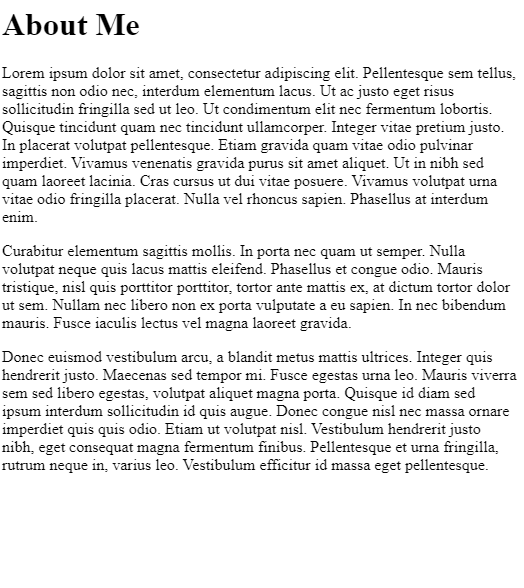 About Me
Lorem ipsum dolor sit amet, consectetur adipiscing elit. Pellentesque sem tellus,
sagittis non odio nec, interdum elementum lacus. Ut ac justo eget risus
sollicitudin fringilla sed ut leo. Ut condimentum elit nec fermentum lobortis.
Quisque tincidunt quam nec tincidunt ullamcorper. Integer vitae pretium justo.
In placerat volutpat pellentesque. Etiam gravida quam vitae odio pulvinar
imperdiet. Vivamus venenatis gravida purus sit amet aliquet. Ut in nibh sed
quam laoreet lacinia. Cras cursus ut dui vitae posuere. Vivamus volutpat urna
vitae odio fringilla placerat. Nulla vel rhoncus sapien. Phasellus at interdum
enim.
Curabitur elementum sagittis mollis. In porta nec quam ut semper. Nulla
volutpat neque quis lacus mattis eleifend. Phasellus et congue odio. Mauris
tristique, nisl quis porttitor porttitor, tortor ante mattis ex, at dictum tortor dolor
ut sem. Nullam nec libero non ex porta vulputate a eu sapien. In nec bibendum
mauris. Fusce iaculis lectus vel magna laoreet gravida.
Donec euismod vestibulum arcu, a blandit metus mattis ultrices. Integer quis
hendrerit justo. Maecenas sed tempor mi. Fusce egestas urna leo. Mauris viverra
sem sed libero egestas, volutpat aliquet magna porta. Quisque id diam sed
ipsum interdum sollicitudin id quis augue. Donec congue nisl nec massa ornare
imperdiet quis quis odio. Etiam ut volutpat nisl. Vestibulum hendrerit justo
nibh, eget consequat magna fermentum finibus. Pellentesque et urna fringilla,
rutrum neque in, varius leo. Vestibulum efficitur id massa eget pellentesque.